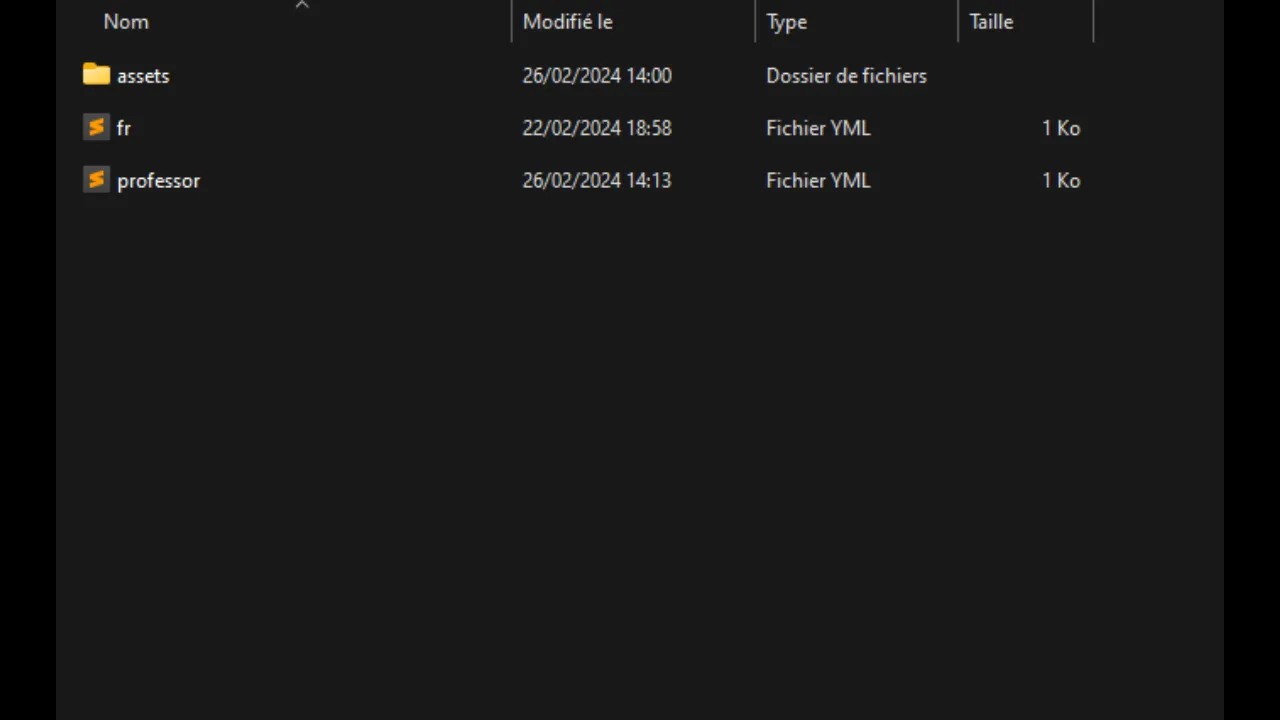 Nom Modifié le Type Taille
assets 26/02/2024 14:00 Dossier de fichiers
fr 22/02/2024 18:58 Fichier YML 1 Ko
professor 26/02/2024 14:13 Fichier YML 1 Ko